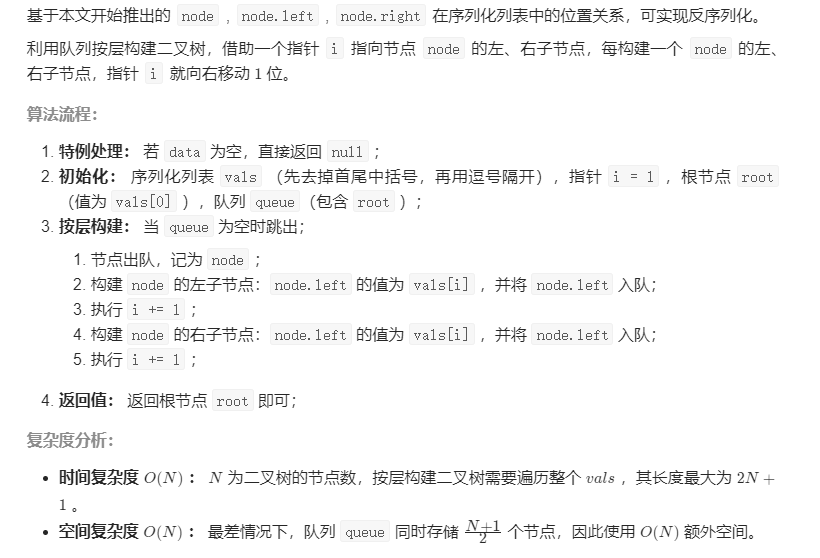 基于本文开始推出的 node , node.left , node.right 在序列化列表中的位置关系，可实现反序列化。
利用队列按层构建二叉树，借助一个指针 i 指向节点 node 的左、右子节点，每构建一个 node 的左、
右子节点，指针 i 就向右移动 1 位。
算法流程：
1. 特例处理： 若 data 为空，直接返回 null ；
2. 初始化： 序列化列表 vals （先去掉首尾中括号，再用逗号隔开），指针 i = 1 ，根节点 root
（值为 vals[0] ），队列 queue （包含 root ）；
3. 按层构建： 当 queue 为空时跳出；
1. 节点出队，记为 node ；
2. 构建 node 的左子节点：node.left 的值为 vals[i] ，并将 node.left 入队；
3. 执行 i += 1 ；
4. 构建 node 的右子节点：node.left 的值为 vals[i] ，并将 node.left 入队；
5. 执行 i += 1 ；
4. 返回值： 返回根节点 root 即可；
复杂度分析：
• 时间复杂度 O(N) ： N 为二叉树的节点数，按层构建二叉树需要遍历整个 vals ，其长度最大为 2N +
1 。
• 空间复杂度 O(N) ： 最差情况下，队列 queue 同时存储 N+1/2 个节点，因此使用 O(N) 额外空间。